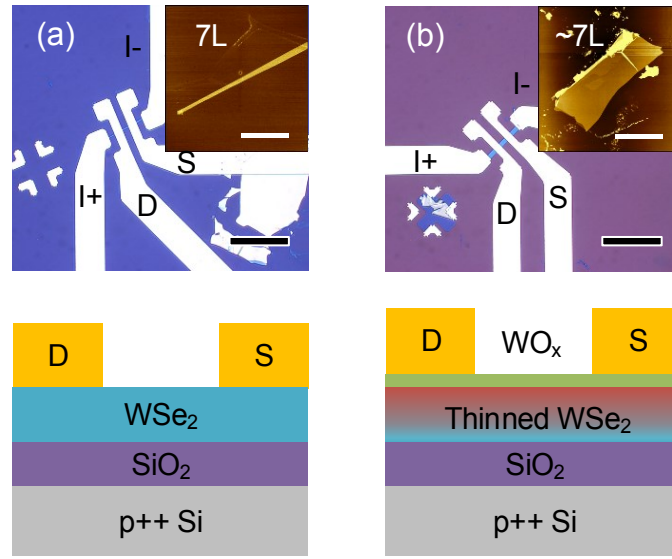 (a)
7L
I-
S
I+
D
(b)
~7L
I-
I+
D
S
D
S
WSe₂
SiO₂
p++ Si
D
WOₓ
S
Thinned WSe₂
SiO₂
p++ Si